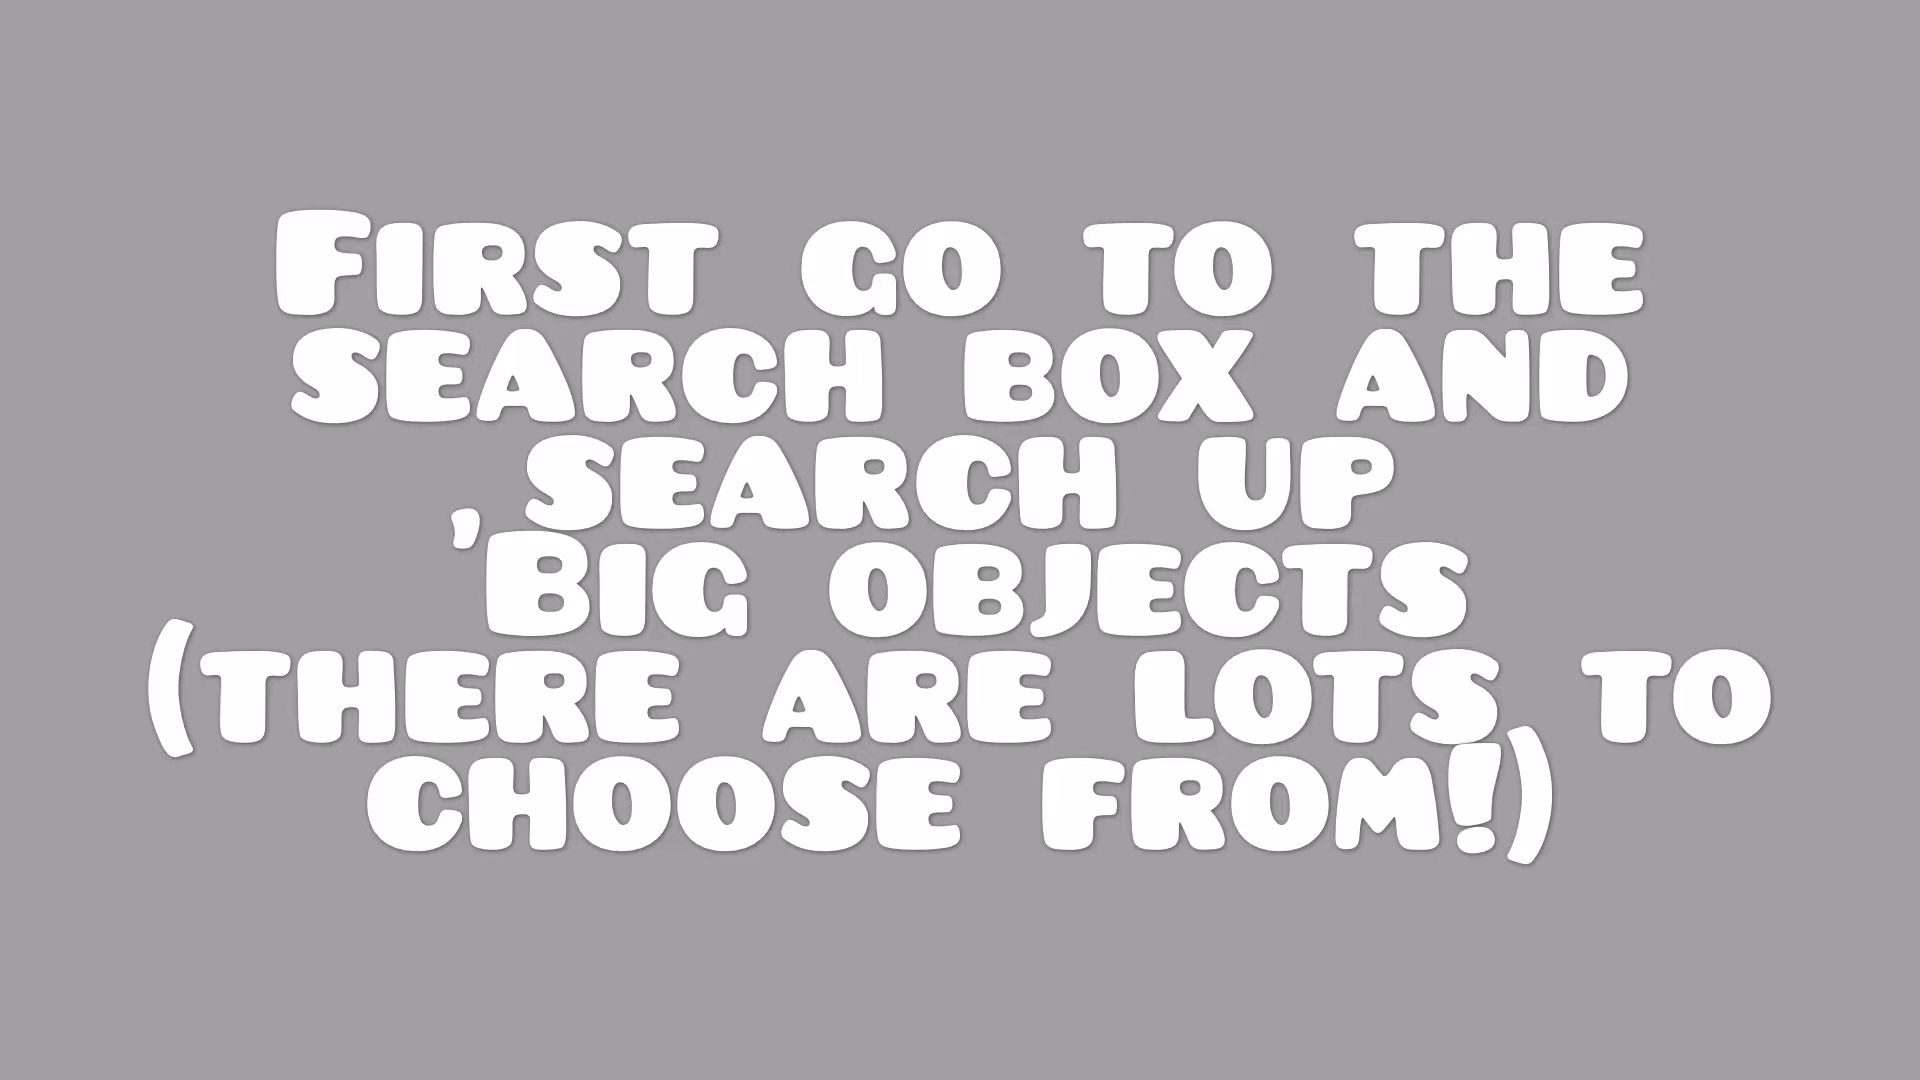 First go to the
search box and
search up
,Big objects
(there are lots to
choose from!)